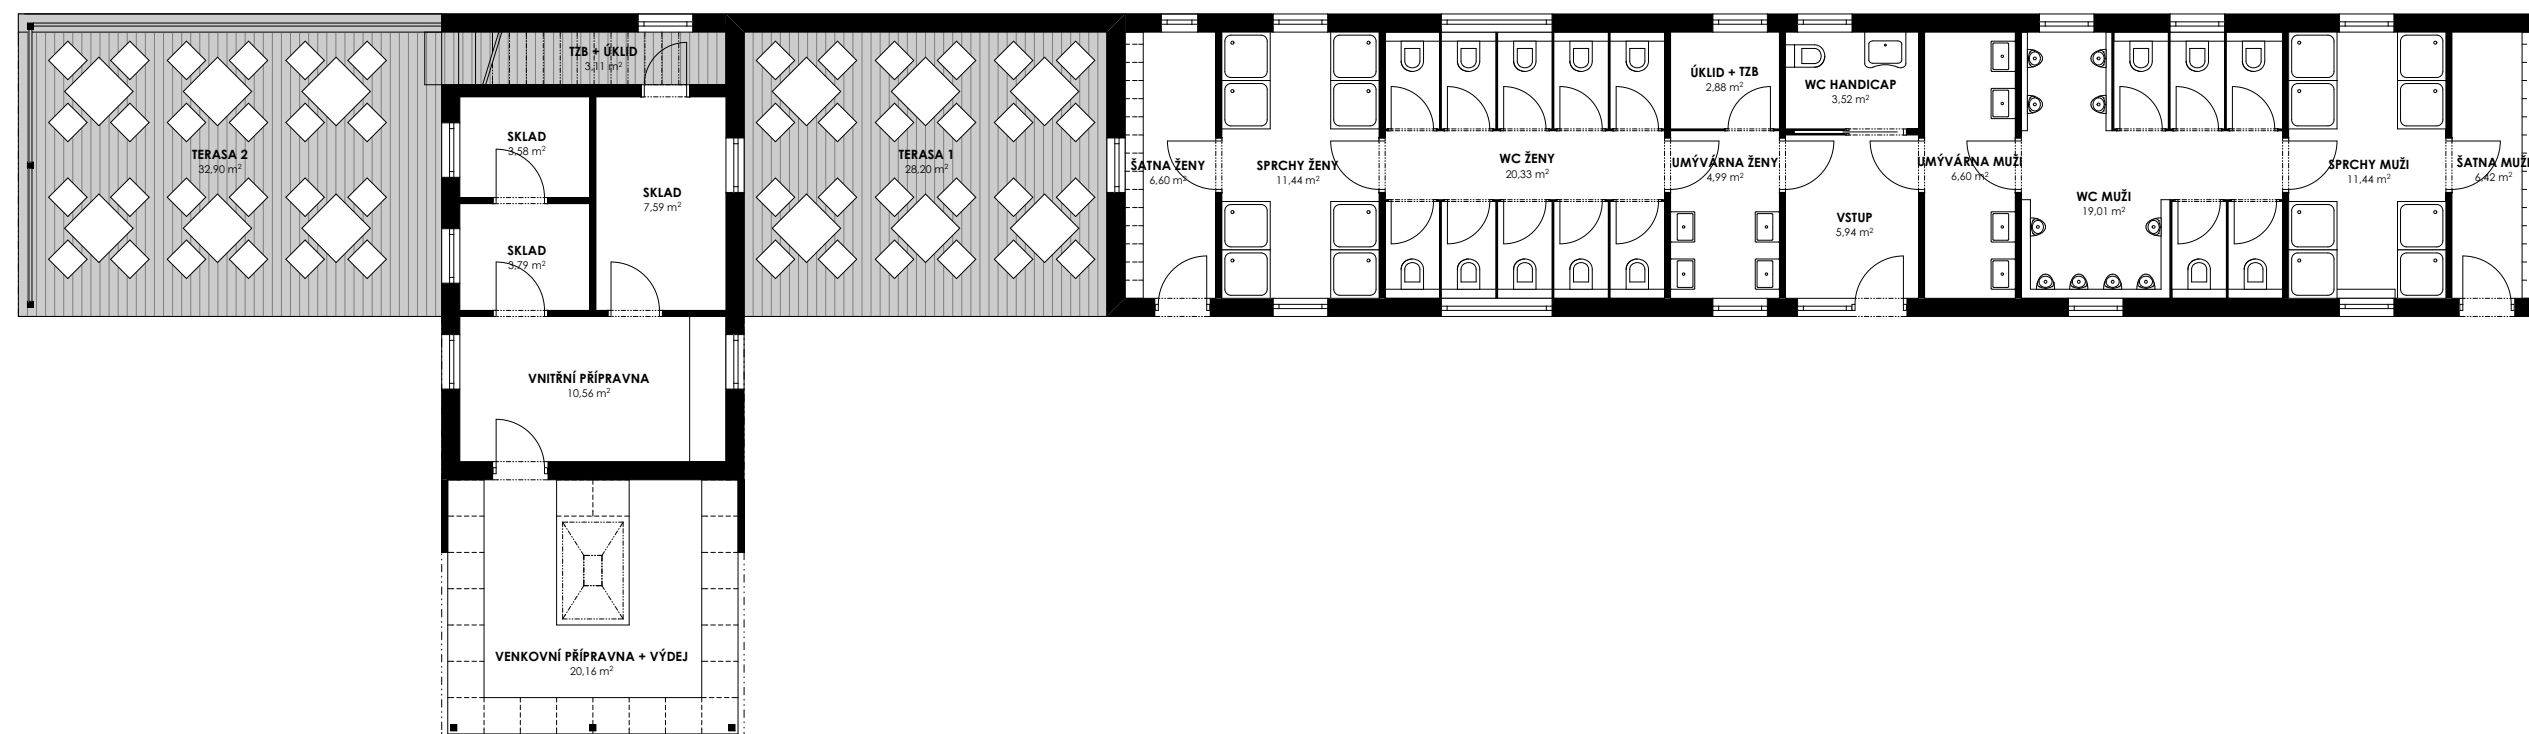 TZB + ÚKLID
3,11 m²
TERASA 2
32,90 m²
SKLAD
3,58 m²
SKLAD
7,59 m²
SKLAD
3,79 m²
VNITŘNÍ PŘÍPRAVNA
10,56 m²
VENKOVNÍ PŘÍPRAVNA + VÝDEJ
20,16 m²
TERASA 1
28,20 m²
ŠATNA ŽENY
6,60 m²
SPRCHY ŽENY
11,44 m²
WC ŽENY
20,33 m²
ÚKLID + TZB
2,88 m²
UMÝVÁRNA ŽENY
4,99 m²
WC HANDICAP
3,52 m²
VSTUP
5,94 m²
UMÝVÁRNA MUŽI
6,60 m²
WC MUŽI
19,01 m²
SPRCHY MUŽI
11,44 m²
ŠATNA MUŽI
6,42 m²